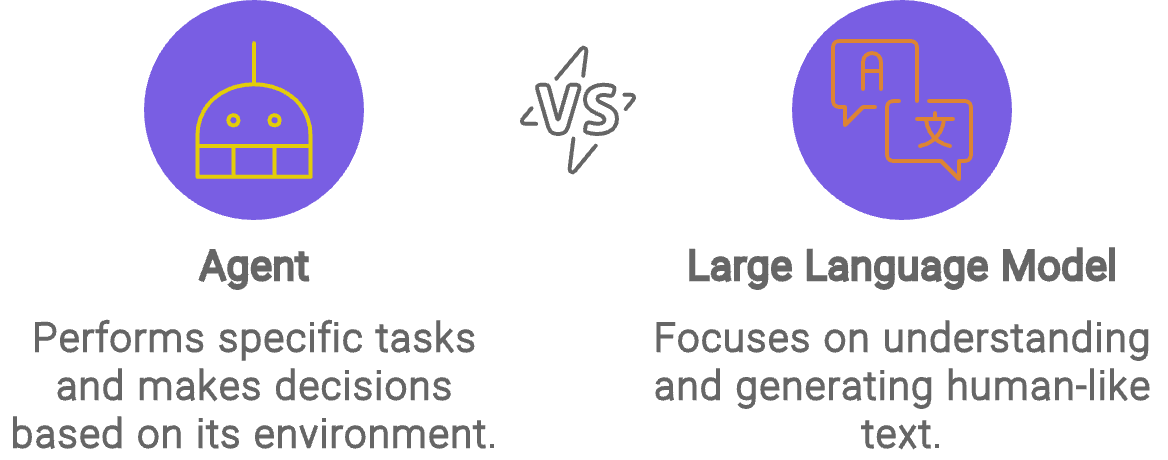 A
文
VS
Agent
Large Language Model
Performs specific tasks
and makes decisions
based on its environment.
Focuses on understanding
and generating human-like
text.